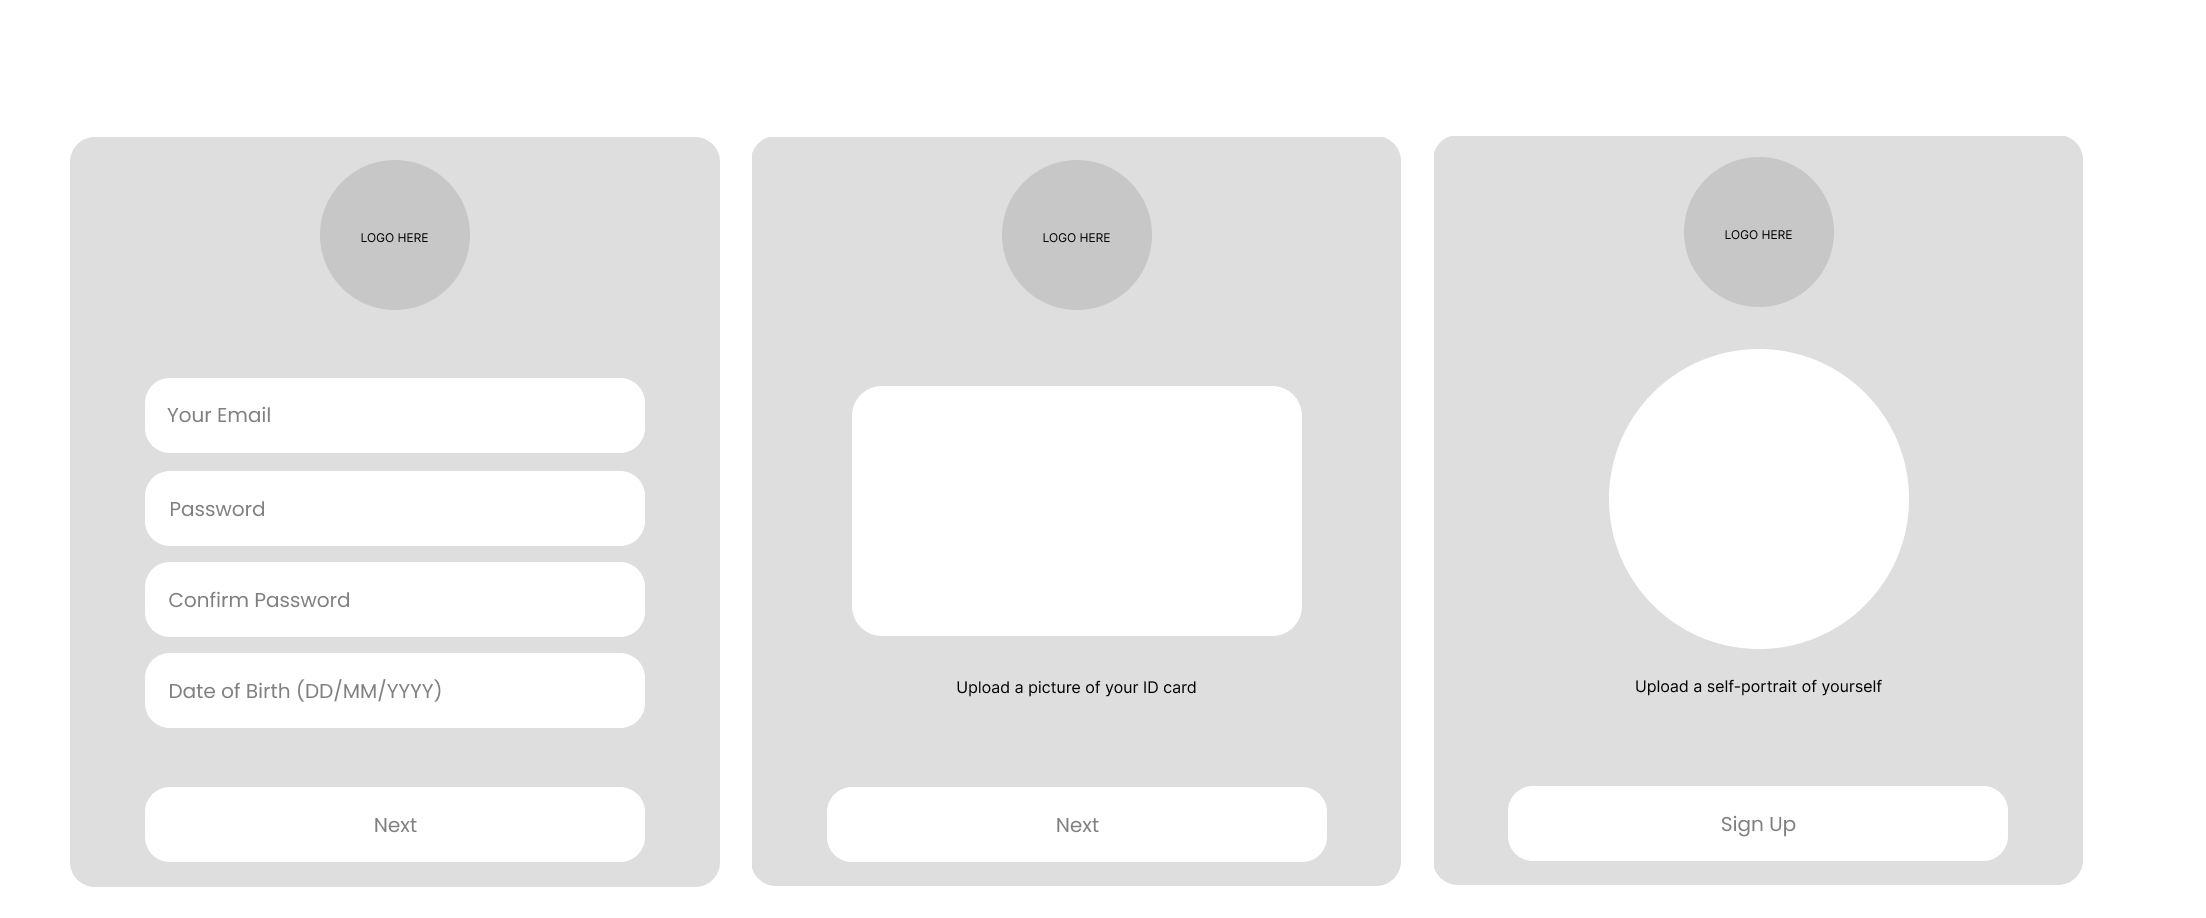 LOGO HERE
Your Email
Password
Confirm Password
Date of Birth (DD/MM/YYYY)
Next
LOGO HERE
Upload a picture of your ID card
Next
LOGO HERE
Upload a self-portrait of yourself
Sign Up